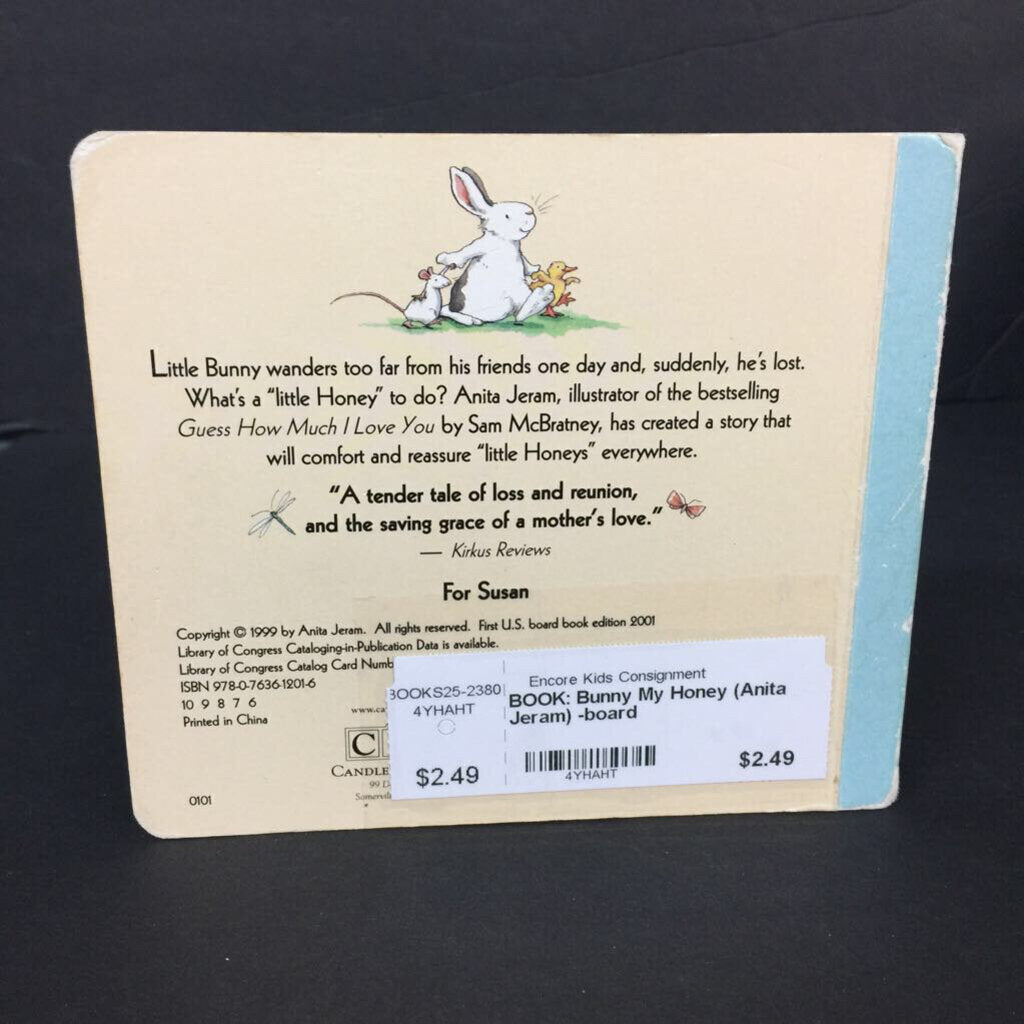 Little Bunny wanders too far from his friends one day and, suddenly, he's lost.
What's a "little Honey" to do? Anita Jeram, illustrator of the bestselling
Guess How Much I Love You by Sam McBratney, has created a story that
will comfort and reassure "little Honeys" everywhere.
"A tender tale of loss and reunion,
and the saving grace of a mother's love."
— Kirkus Reviews
For Susan
Copyright © 1999 by Anita Jeram. All rights reserved. First U.S. board book edition 2001
Library of Congress Cataloging-in-Publication Data is available.
Library of Congress Catalog Card Numb
ISBN 978-0-7636-1201-6
10 9 8 7 6
Printed in China
www.ca
C
CANDLE
99 D
Somervil
0101
BOOKS25-2380
4YHAHT
$2.49
Encore Kids Consignment
BOOK: Bunny My Honey (Anita
Jeram) -board
4YHAHT
$2.49